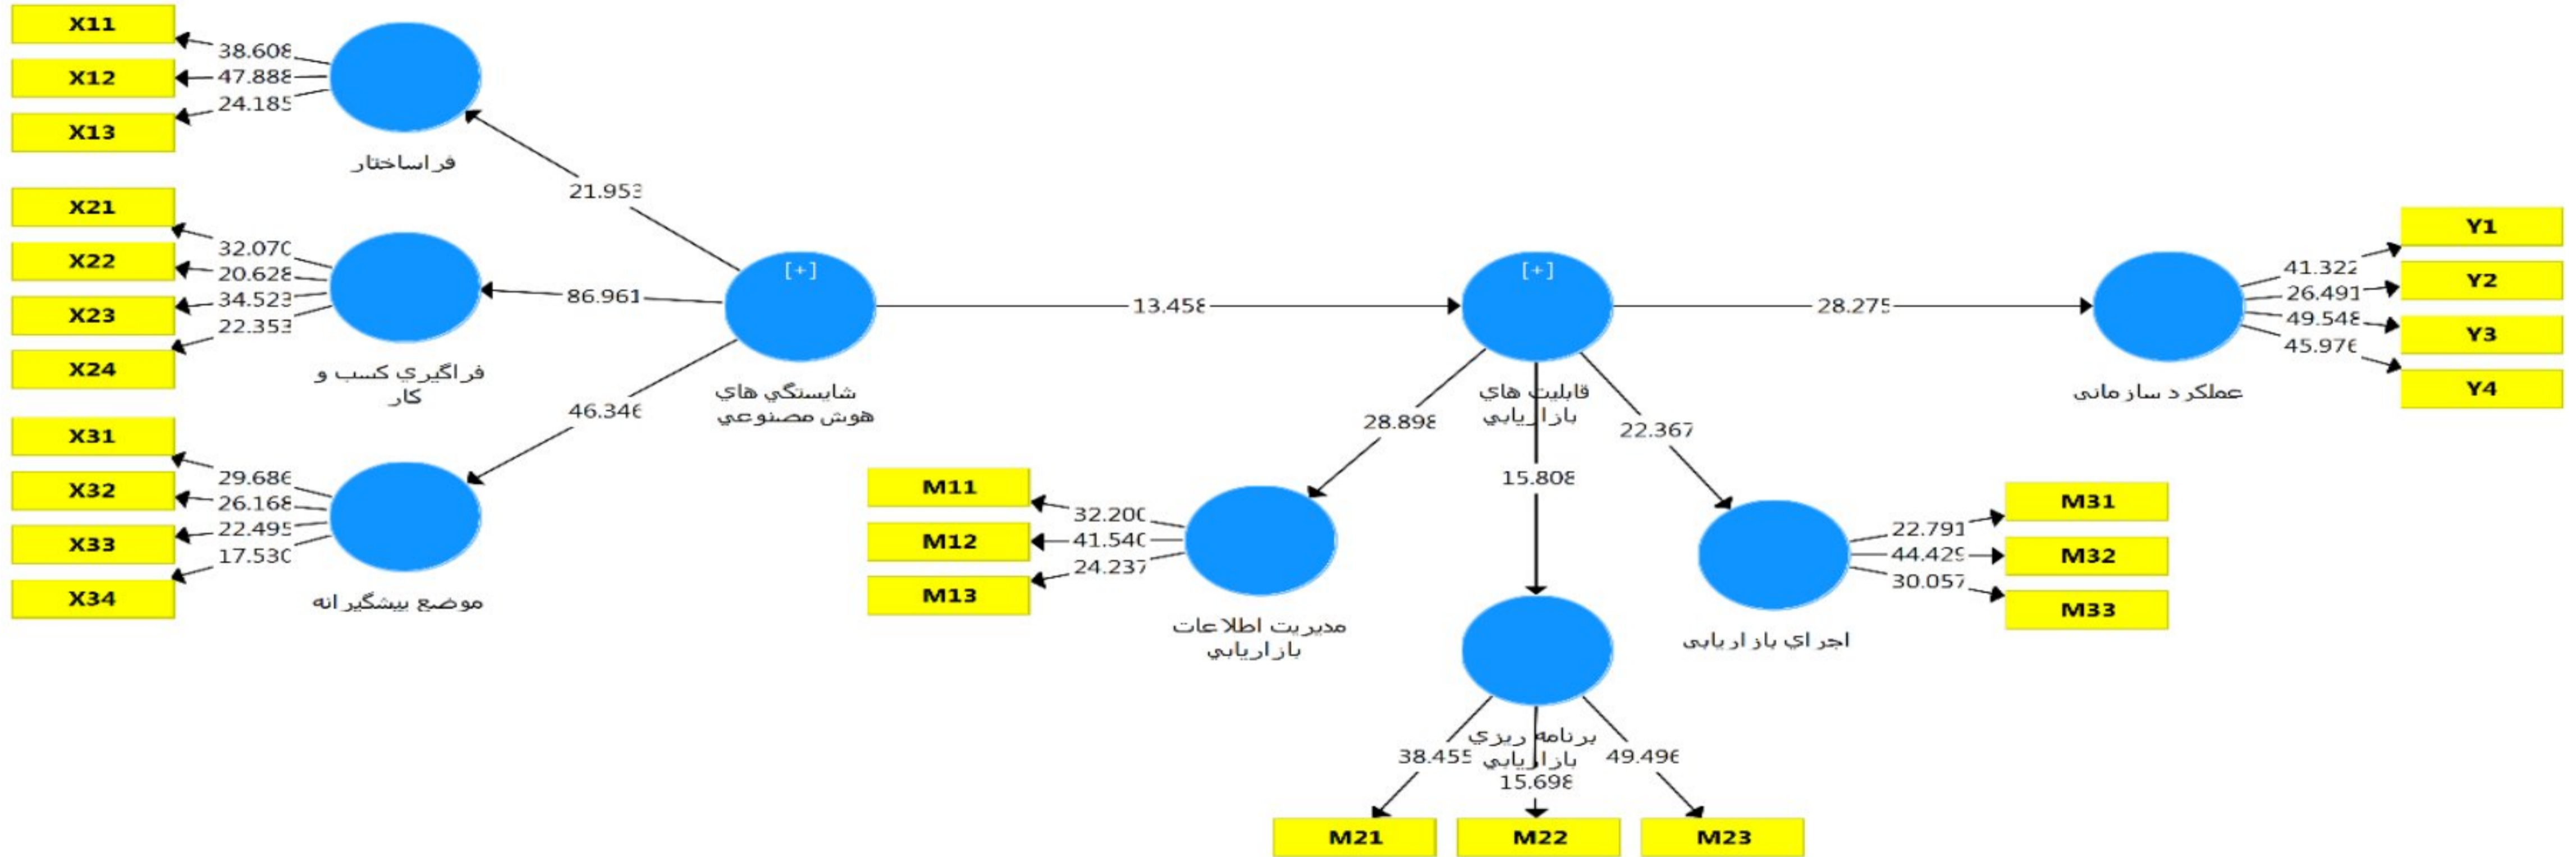 X11
X12
X13
38.608
47.888
24.185
فراساختار
21.953
X21
X22
X23
X24
32.070
20.628
34.523
22.353
فراگيري كسب و
كار
86.961
X31
X32
X33
X34
29.686
26.168
22.495
17.530
موضع پيشگيرانه
46.346
[+]
شايستگي هاي
هوش مصنوعي
13.458
[+]
قابليت هاي
بازاريابي
28.275
عملكرد سازمانی
41.322
26.491
49.548
45.976
Y1
Y2
Y3
Y4
28.898
15.808
22.367
M11
M12
M13
32.200
41.540
24.237
مديريت اطلاعات
بازاريابي
22.791
44.429
30.057
M31
M32
M33
اجراي بازاريابی
برنامه ريزي
بازاريابي
38.455
15.698
49.496
M21
M22
M23